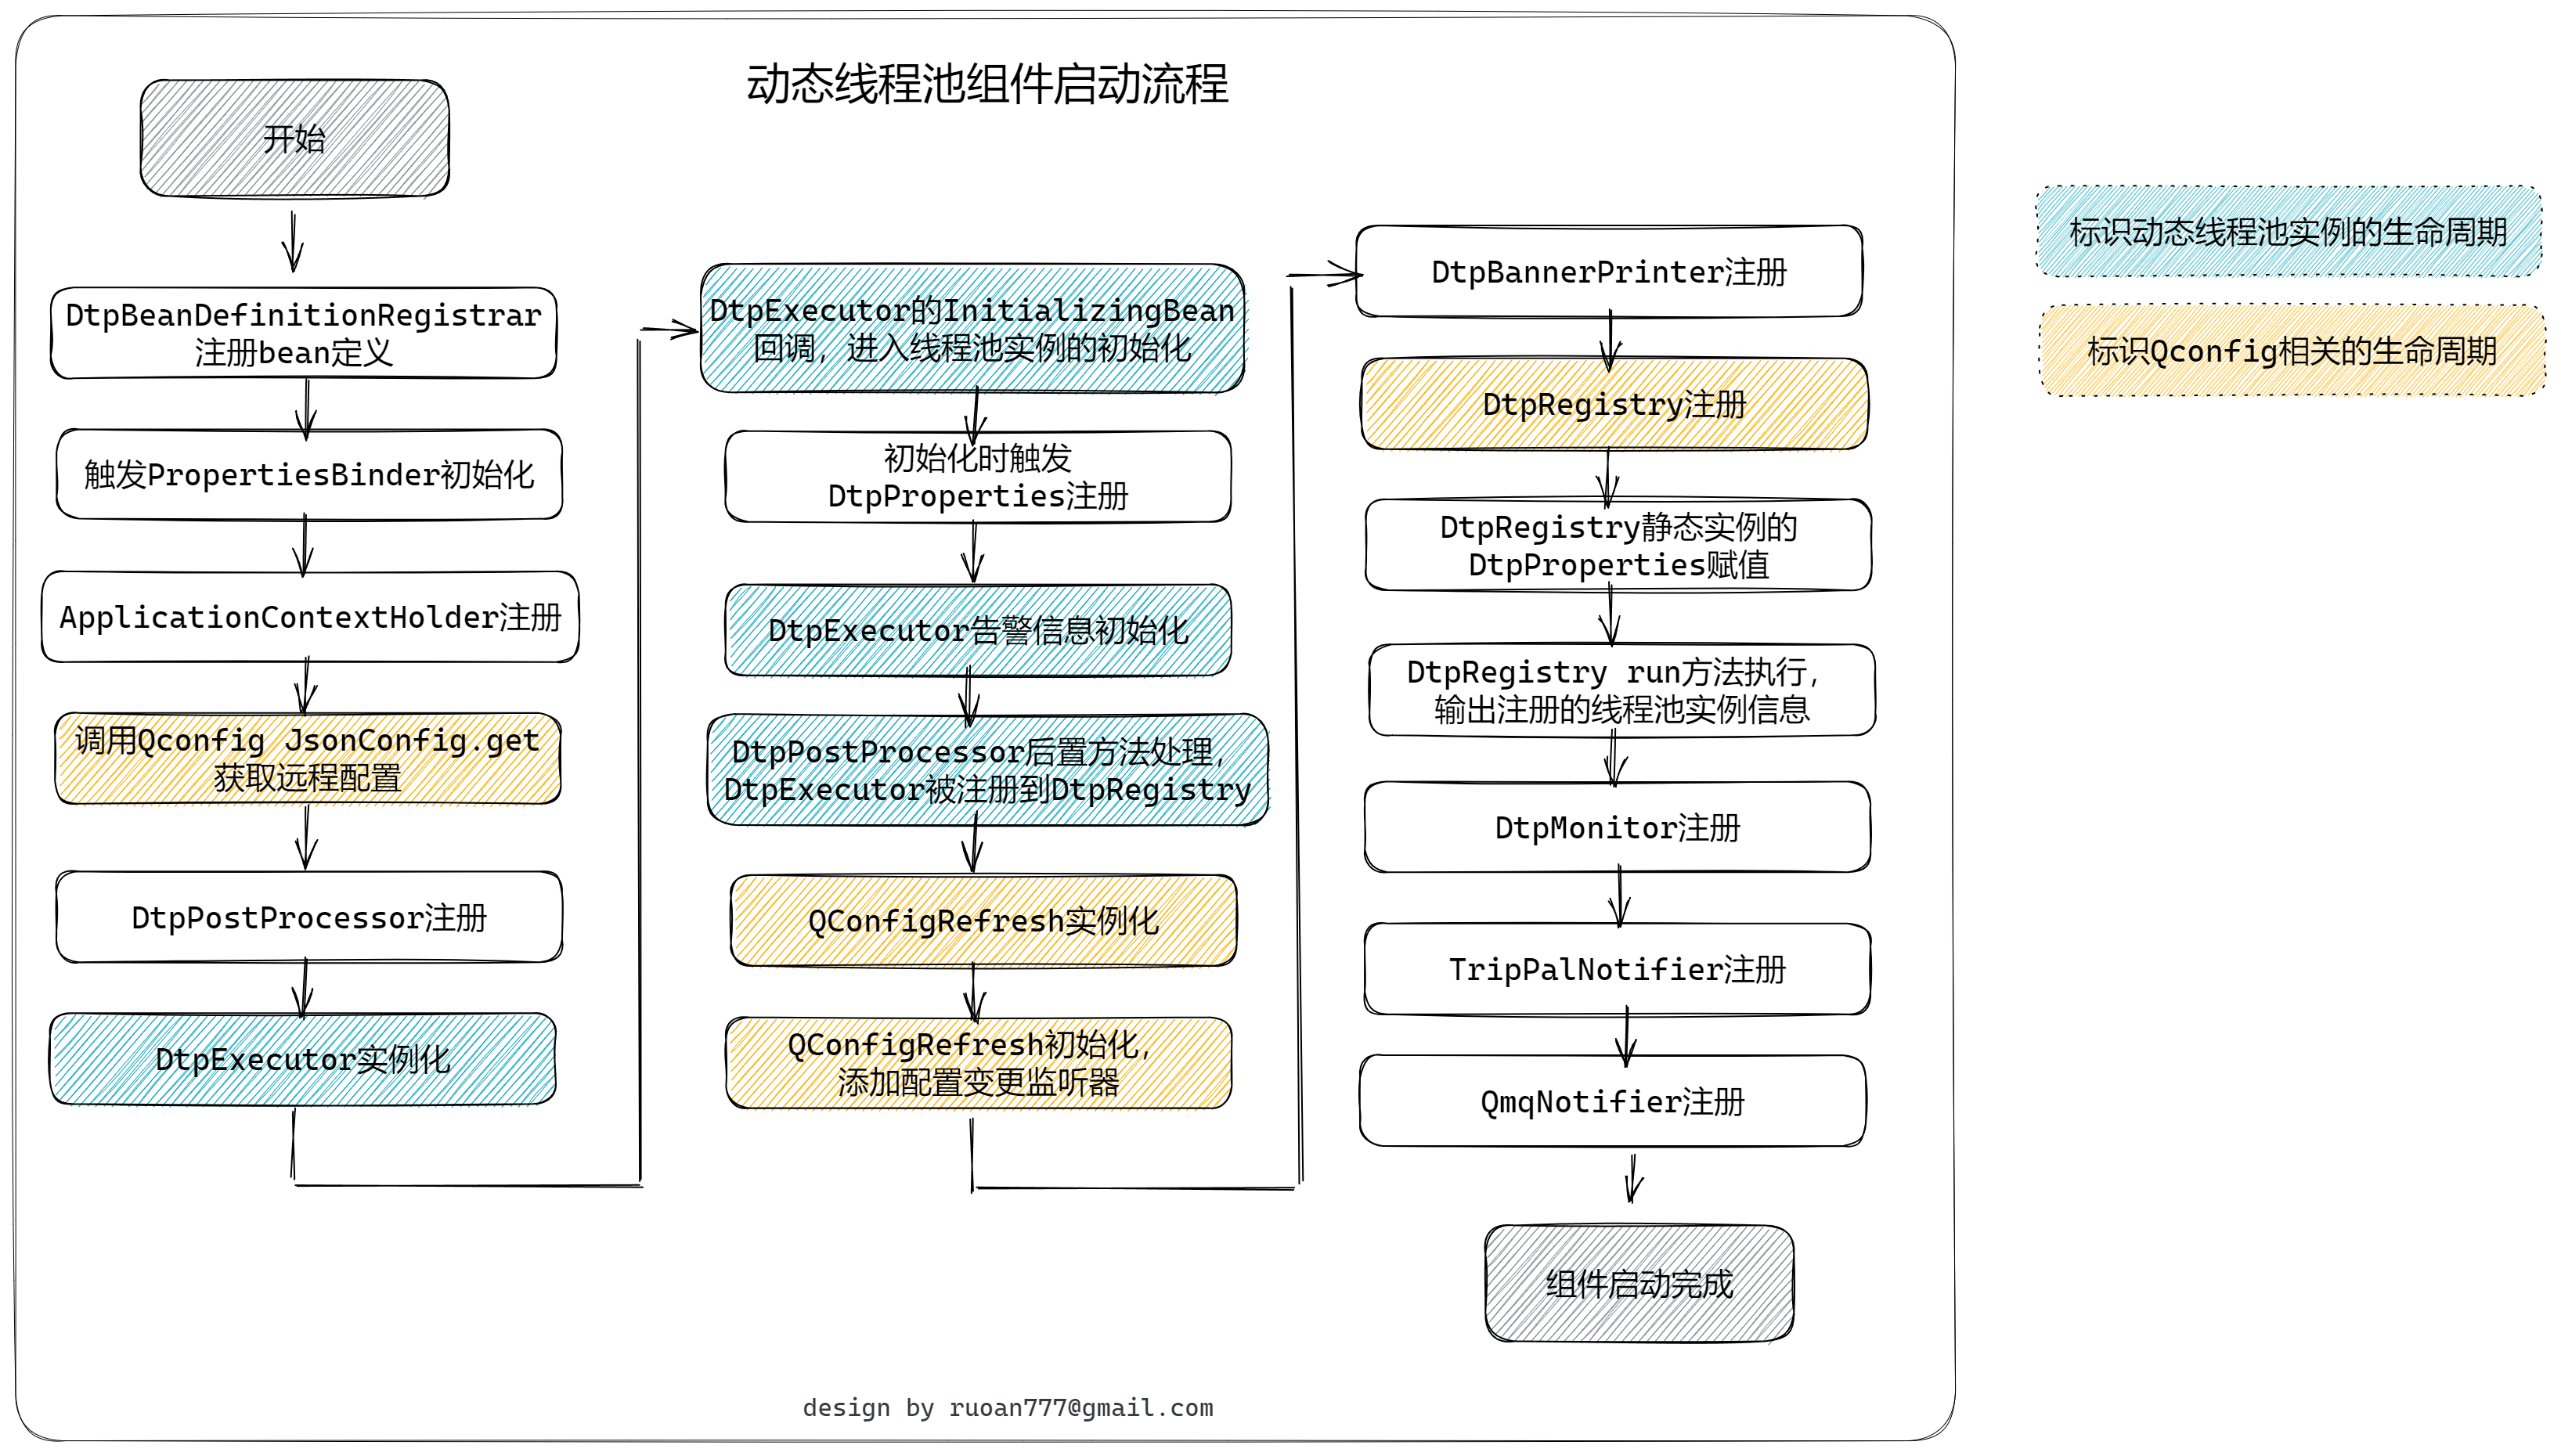 动态线程池组件启动流程
开始
DtpBeanDefinitionRegistrar
注册bean定义
触发PropertiesBinder初始化
ApplicationContextHolder注册
调用Qconfig JsonConfig.get
获取远程配置
DtpPostProcessor注册
DtpExecutor实例化
DtpExecutor的InitializingBean
回调，进入线程池实例的初始化
初始化时触发
DtpProperties注册
DtpExecutor告警信息初始化
DtpPostProcessor后置方法处理，
DtpExecutor被注册到DtpRegistry
QConfigRefresh实例化
QConfigRefresh初始化，
添加配置变更监听器
DtpBannerPrinter注册
DtpRegistry注册
DtpRegistry静态实例的
DtpProperties赋值
DtpRegistry run方法执行，
输出注册的线程池实例信息
DtpMonitor注册
TripPalNotifier注册
QmqNotifier注册
组件启动完成
标识动态线程池实例的生命周期
标识Qconfig相关的生命周期
design by ruoan777@gmail.com